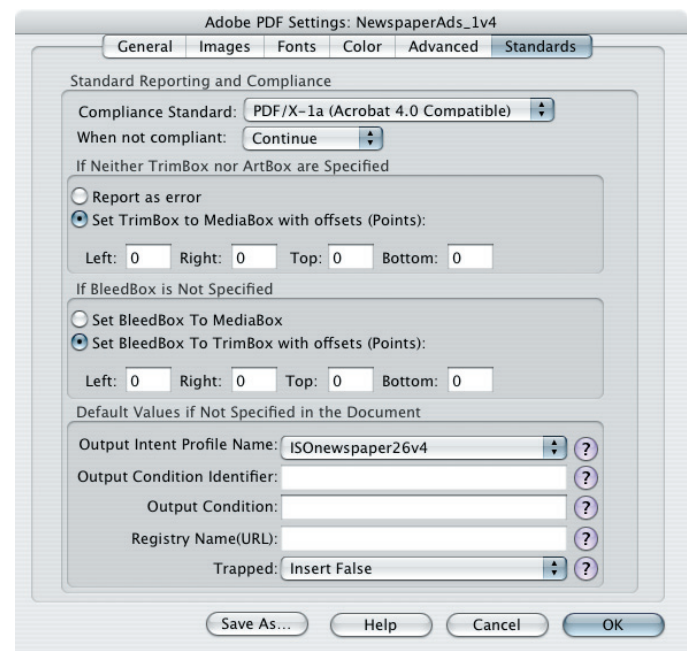 Adobe PDF Settings: NewspaperAds_1v4
General Images Fonts Color Advanced Standards
Standard Reporting and Compliance
Compliance Standard: PDF/X-1a (Acrobat 4.0 Compatible)
When not compliant: Continue
If Neither TrimBox nor ArtBox are Specified
Report as error
Set TrimBox to MediaBox with offsets (Points):
Left: 0 Right: 0 Top: 0 Bottom: 0
If BleedBox is Not Specified
Set BleedBox To MediaBox
Set BleedBox To TrimBox with offsets (Points):
Left: 0 Right: 0 Top: 0 Bottom: 0
Default Values if Not Specified in the Document
Output Intent Profile Name: ISOnewspaper26v4 ?
Output Condition Identifier: ?
Output Condition: ?
Registry Name(URL): ?
Trapped: Insert False ?
Save As... Help Cancel OK